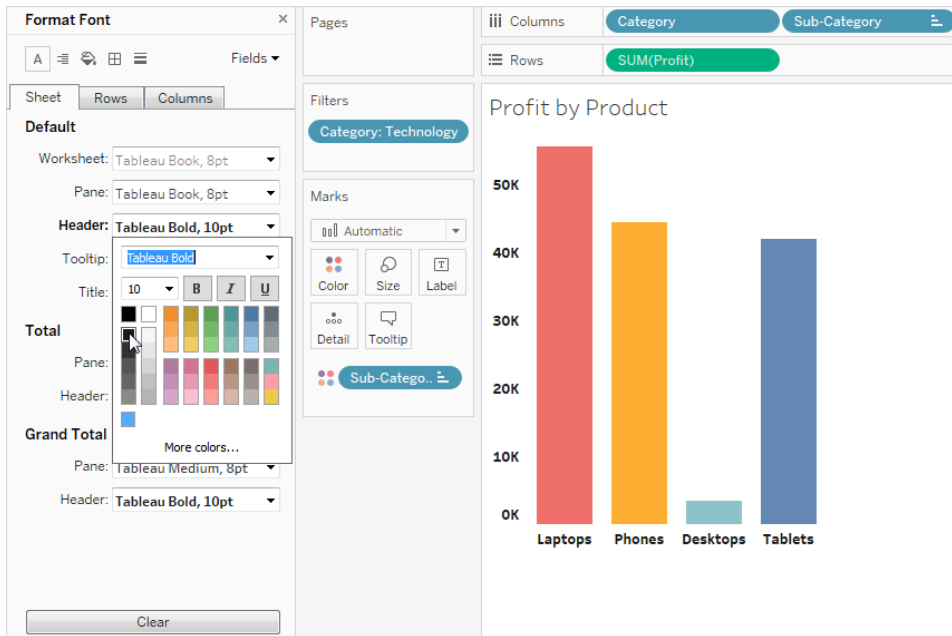 Format Font ×
A Fields
Sheet Rows Columns
Default
Worksheet: Tableau Book, 8pt
Pane: Tableau Book, 8pt
Header: Tableau Bold, 10pt
Tooltip: Tableau Bold
Title: 10 B I U
Total
Pane:
Header:
More colors...
Grand Total
Pane: Tableau Medium, 8pt
Header: Tableau Bold, 10pt
Clear
Pages
Filters
Category: Technology
Marks
Automatic
Color Size T Label
Detail Tooltip
Sub-Catego..
Columns Category Sub-Category
Rows SUM(Profit)
Profit by Product
50K
40K
30K
20K
10K
0K
Laptops Phones Desktops Tablets